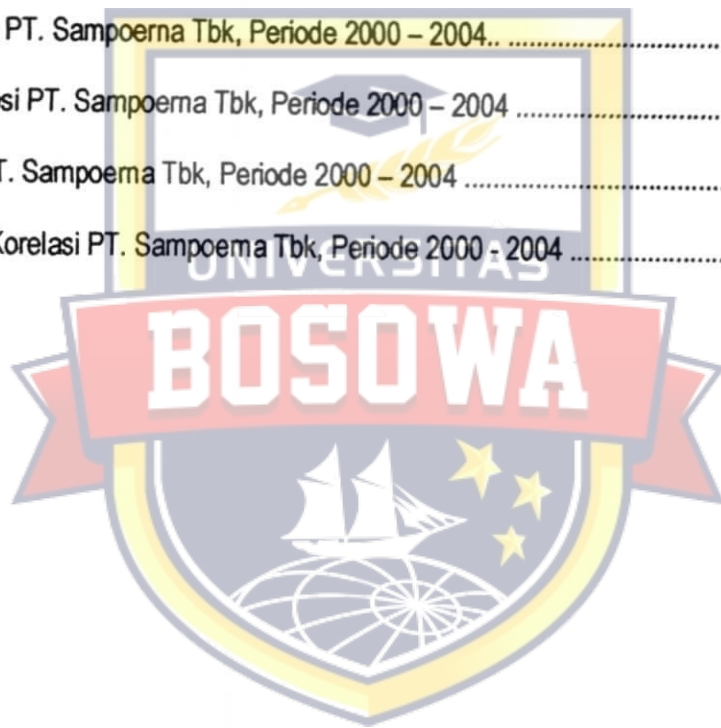 PT. Sampoerna Tbk, Periode 2000 – 2004.. ................................
si PT. Sampoerna Tbk, Periode 2000 – 2004 ................................
T. Sampoerna Tbk, Periode 2000 – 2004 ................................
Korelasi PT. Sampoerna Tbk, Periode 2000 - 2004 ........................
UNIVERSITAS
BOSOWA